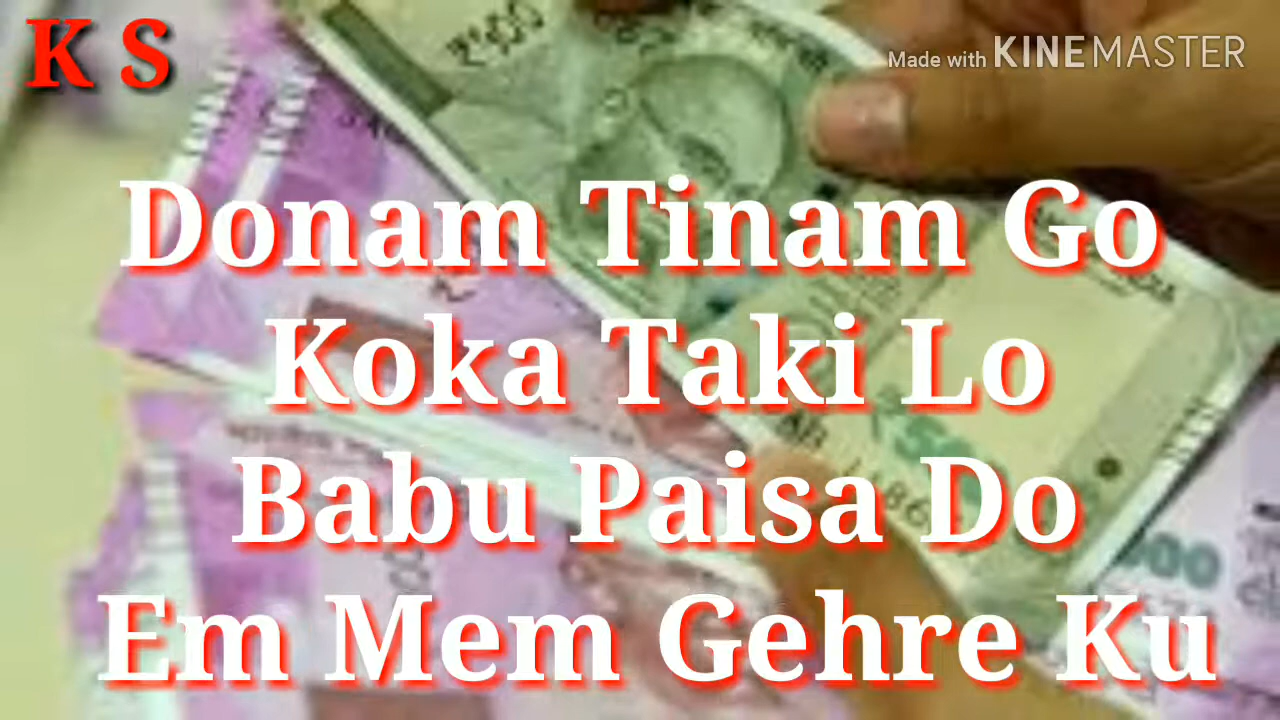 K S
Made with KINEMASTER
Donam Tinam Go
Koka Taki Lo
Babu Paisa Do
Em Mem Gehre Ku